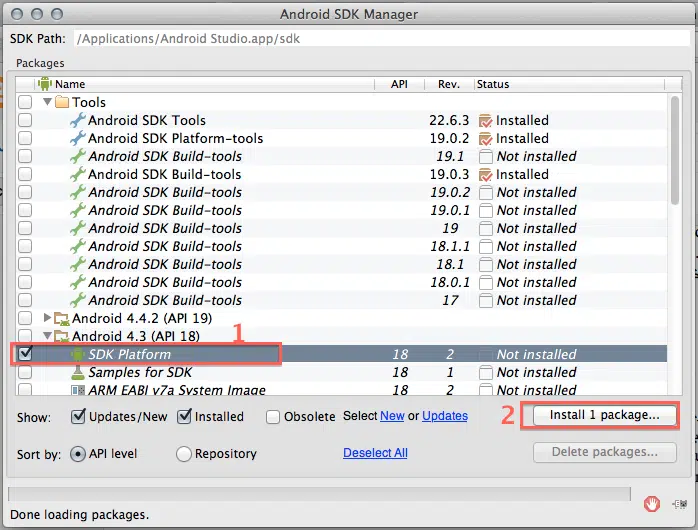 Android SDK Manager
SDK Path: /Applications/Android Studio.app/sdk
Packages
Name API Rev. Status
Tools
Android SDK Tools 22.6.3 Installed
Android SDK Platform-tools 19.0.2 Installed
Android SDK Build-tools 19.1 Not installed
Android SDK Build-tools 19.0.3 Installed
Android SDK Build-tools 19.0.2 Not installed
Android SDK Build-tools 19.0.1 Not installed
Android SDK Build-tools 19 Not installed
Android SDK Build-tools 18.1.1 Not installed
Android SDK Build-tools 18.1 Not installed
Android SDK Build-tools 18.0.1 Not installed
Android SDK Build-tools 17 Not installed
Android 4.4.2 (API 19)
Android 4.3 (API 18) 1
SDK Platform 18 2 Not installed
Samples for SDK 18 1 Not installed
ARM EABI v7a System Image 18 2 Not installed
Show: Updates/New Installed Obsolete Select New or Updates 2 Install 1 package...
Sort by: API level Repository Deselect All Delete packages...
Done loading packages.